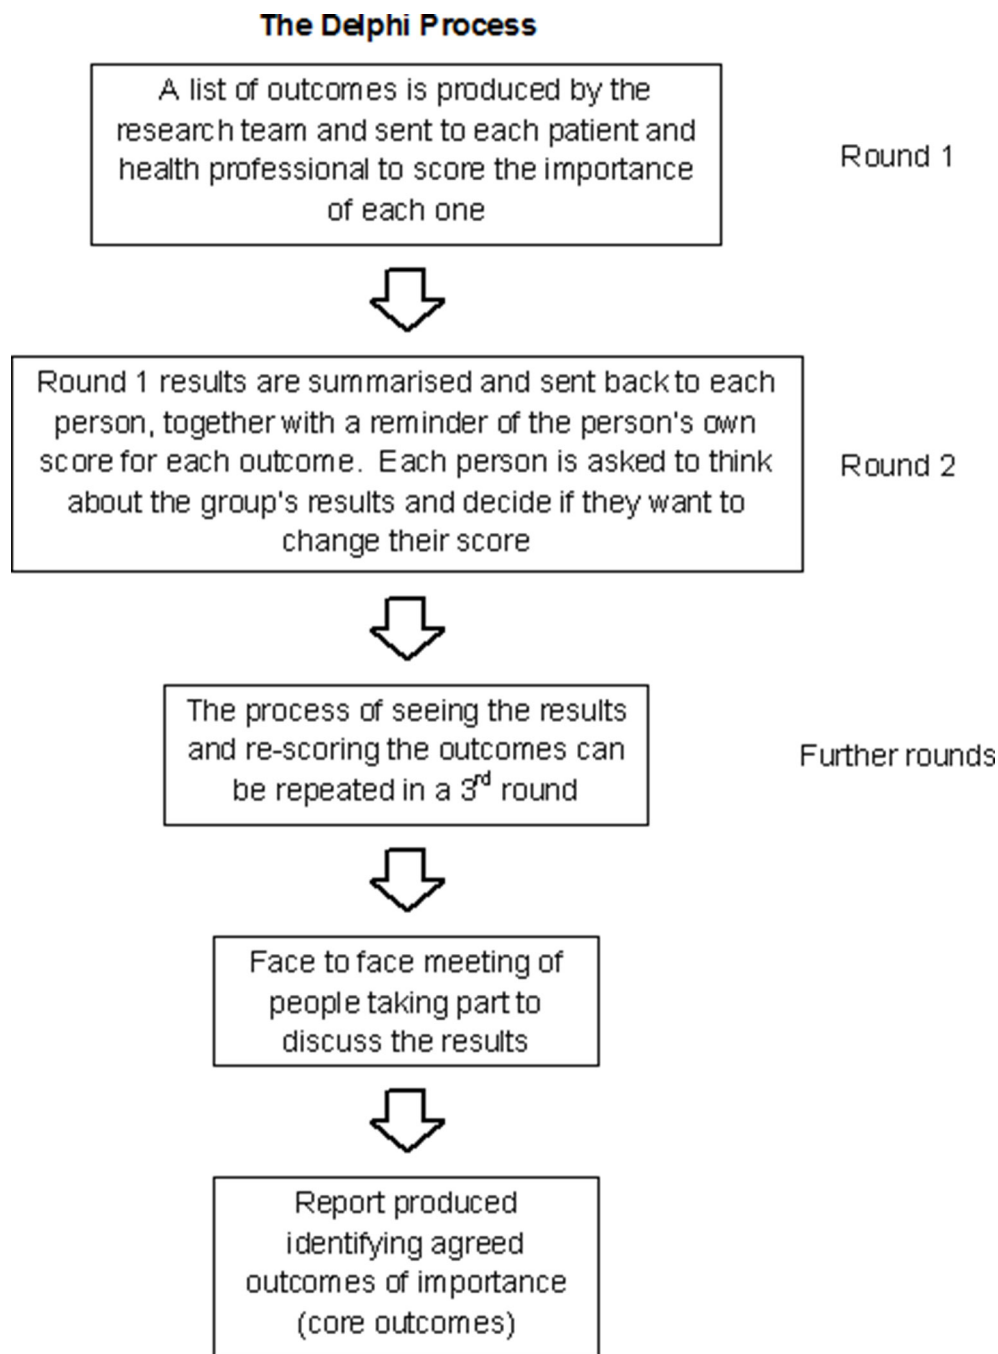 The Delphi Process
A list of outcomes is produced by the
research team and sent to each patient and
health professional to score the importance
of each one
Round 1
Round 1 results are summarised and sent back to each
person, together with a reminder of the person's own
score for each outcome. Each person is asked to think
about the group's results and decide if they want to
change their score
Round 2
The process of seeing the results
and re-scoring the outcomes can
be repeated in a 3rd round
Further rounds
Face to face meeting of
people taking part to
discuss the results
Report produced
identifying agreed
outcomes of importance
(core outcomes)